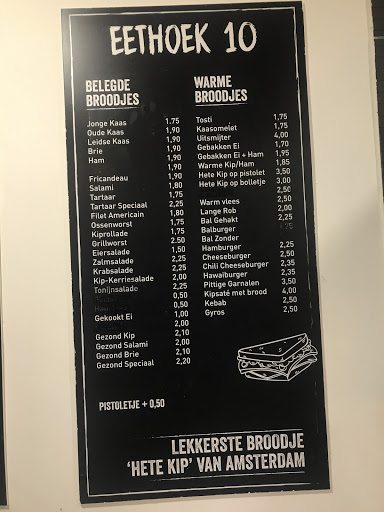 EETHOEK 10
BELEGDE
BROODJES
Jonge Kaas 1.75
Oude Kaas 1,90
Leidse Kaas 1,90
Brie 1,90
Ham 1,90
Fricandeau 1,90
Salami 1,80
Tartaar 1,75
Tartaar Speciaal 2,25
Filet Americain 1,80
Ossenworst 1,75
Kiprollade 1,75
Grillworst 2,50
Eiersalade 1,50
Zalmsalade 2,25
Krabsalade 2,25
Kip-Kerriesalade 2,00
Tonijnsalade 2,25
0,50
1,00
Gekookt Ei
2,00
Gezond Kip 2,10
Gezond Salami 2,00
Gezond Brie 2,10
Gezond Speciaal 2,20
PISTOLETJE + 0,50
WARME
BROODJES
Tosti 1,75
Kaasomelet 1,75
Uitsmijter 4,00
Gebakken Ei 1,70
Gebakken Ei + Ham 1,95
Warme Kip/Ham 1,85
Hete Kip op pistolet 3,50
Hete Kip op bolletje 3,00
2,50
Warm vlees 2,50
Lange Rob 2,00
Bal Gehakt 2,25
Balburger
Bal Zonder
Hamburger 2,25
Cheeseburger 2,50
Chili Cheeseburger 2,25
Hawaiburger 2,35
Pittige Garnalen 3,50
Kipsaté met brood 4,00
Kebab 2,50
Gyros 2,50
LEKKERSTE BROODJE
'HETE KIP' VAN AMSTERDAM